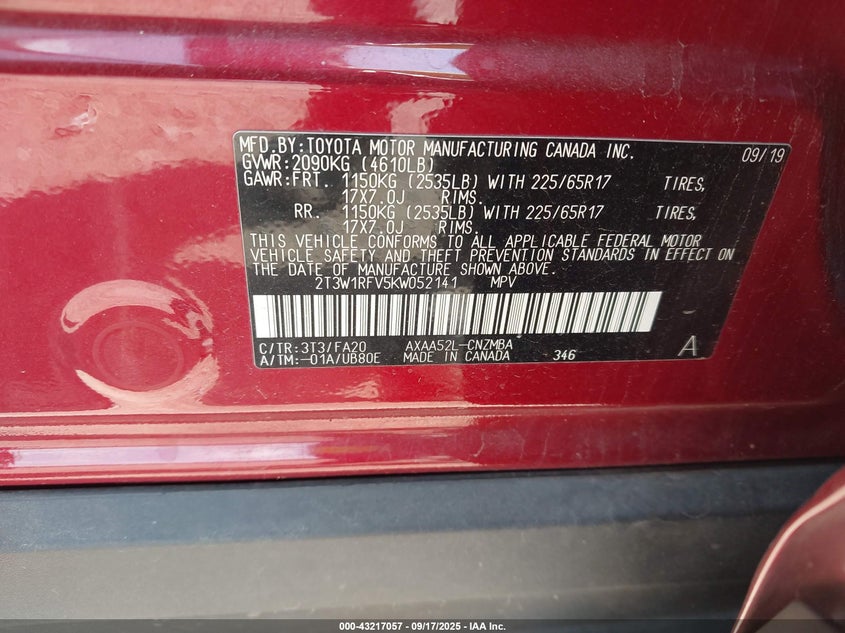 MFD.BY:TOYOTA MOTOR MANUFACTURING CANADA INC. 09/19
GVWR:2090KG (4610LB)
GAWR:FRT. 1150KG (2535LB) WITH 225/65R17 TIRES,
17X7.0J RIMS.
RR. 1150KG (2535LB) WITH 225/65R17 TIRES,
17X7.0J RIMS.
THIS VEHICLE CONFORMS TO ALL APPLICABLE FEDERAL MOTOR
VEHICLE SAFETY AND THEFT PREVENTION STANDARDS IN EFFECT ON
THE DATE OF MANUFACTURE SHOWN ABOVE.
2T3W1RFV5KW052141 MPV
C/TR:3T3/FA20 AXAA52L-CNZMBA
A/TM:-01A/UB80E MADE IN CANADA 346 A
000-43217057 - 09/17/2025 - IAA Inc.